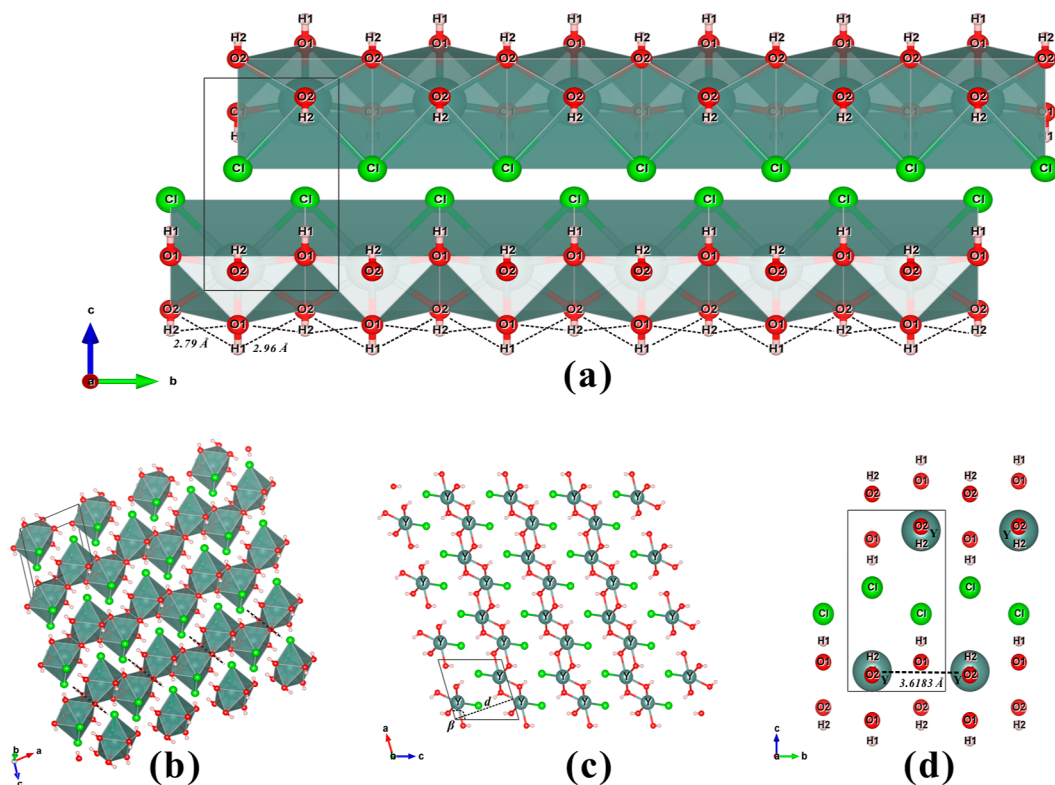 H1 H1 H1 H1 H1 H1
H2 H2 H2 H2 H2 H2 H2
O1 O1 O1 O1 O1 O1
O2 O2 O2 O2 O2 O2 O2
O2 O2 O2 O2 O2 O2
O1 O1 O1 O1 O1 O1 O1
H2 H2 H2 H2 H2 H2
Cl Cl Cl Cl Cl Cl Cl
Cl Cl Cl Cl Cl Cl Cl
H1 H1 H1 H1 H1 H1 H1
H2 H2 H2 H2 H2 H2
O1 O1 O1 O1 O1 O1 O1
O2 O2 O2 O2 O2 O2
O2 O2 O2 O2 O2 O2 O2
O1 O1 O1 O1 O1 O1
H2 H2 H2 H2 H2 H2 H2
2.79 Å H1 2.96 Å H1 H1 H1 H1 H1
c
a b
(a)
b a
c
(b)
Y Y Y
Y Y Y Y
Y Y Y Y
Y Y Y Y
Y Y Y Y
Y Y Y Y
Y Y Y Y
Y Y Y Y
d
β
a
c
(c)
H1 H1
H2 H2
O1 O1
O2 O2
O2 O2
Y Y
O1 O1
H2 H2
H1 H1
Cl Cl
Cl Cl Cl
H1 H1 H1
H2 H2
O1 O1 O1
O2 O2
Y Y
3.6183 Å
O2 O2 O2
O1 O1
H2 H2 H2
H1 H1
c
a b
(d)